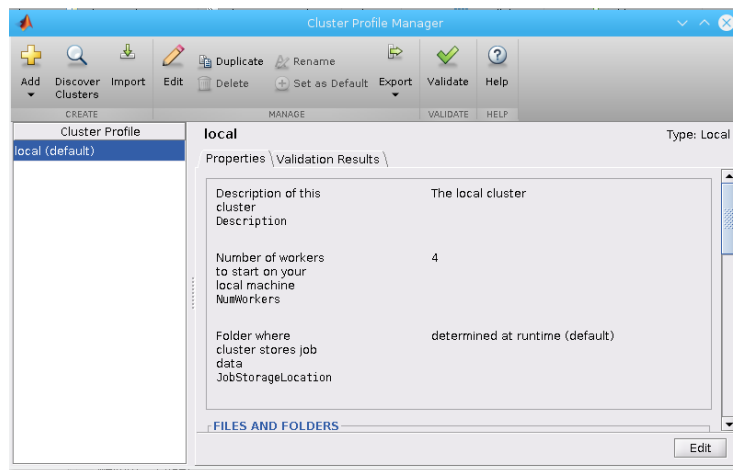 Cluster Profile Manager
Add
Discover Clusters
Import
Edit
Duplicate
Rename
Delete
Set as Default
Export
Validate
Help
CREATE
MANAGE
VALIDATE
HELP
Cluster Profile
local (default)
local
Type: Local
Properties
Validation Results
Description of this
cluster
Description
The local cluster
Number of workers
to start on your
local machine
NumWorkers
4
Folder where
cluster stores job
data
JobStorageLocation
determined at runtime (default)
FILES AND FOLDERS
Edit